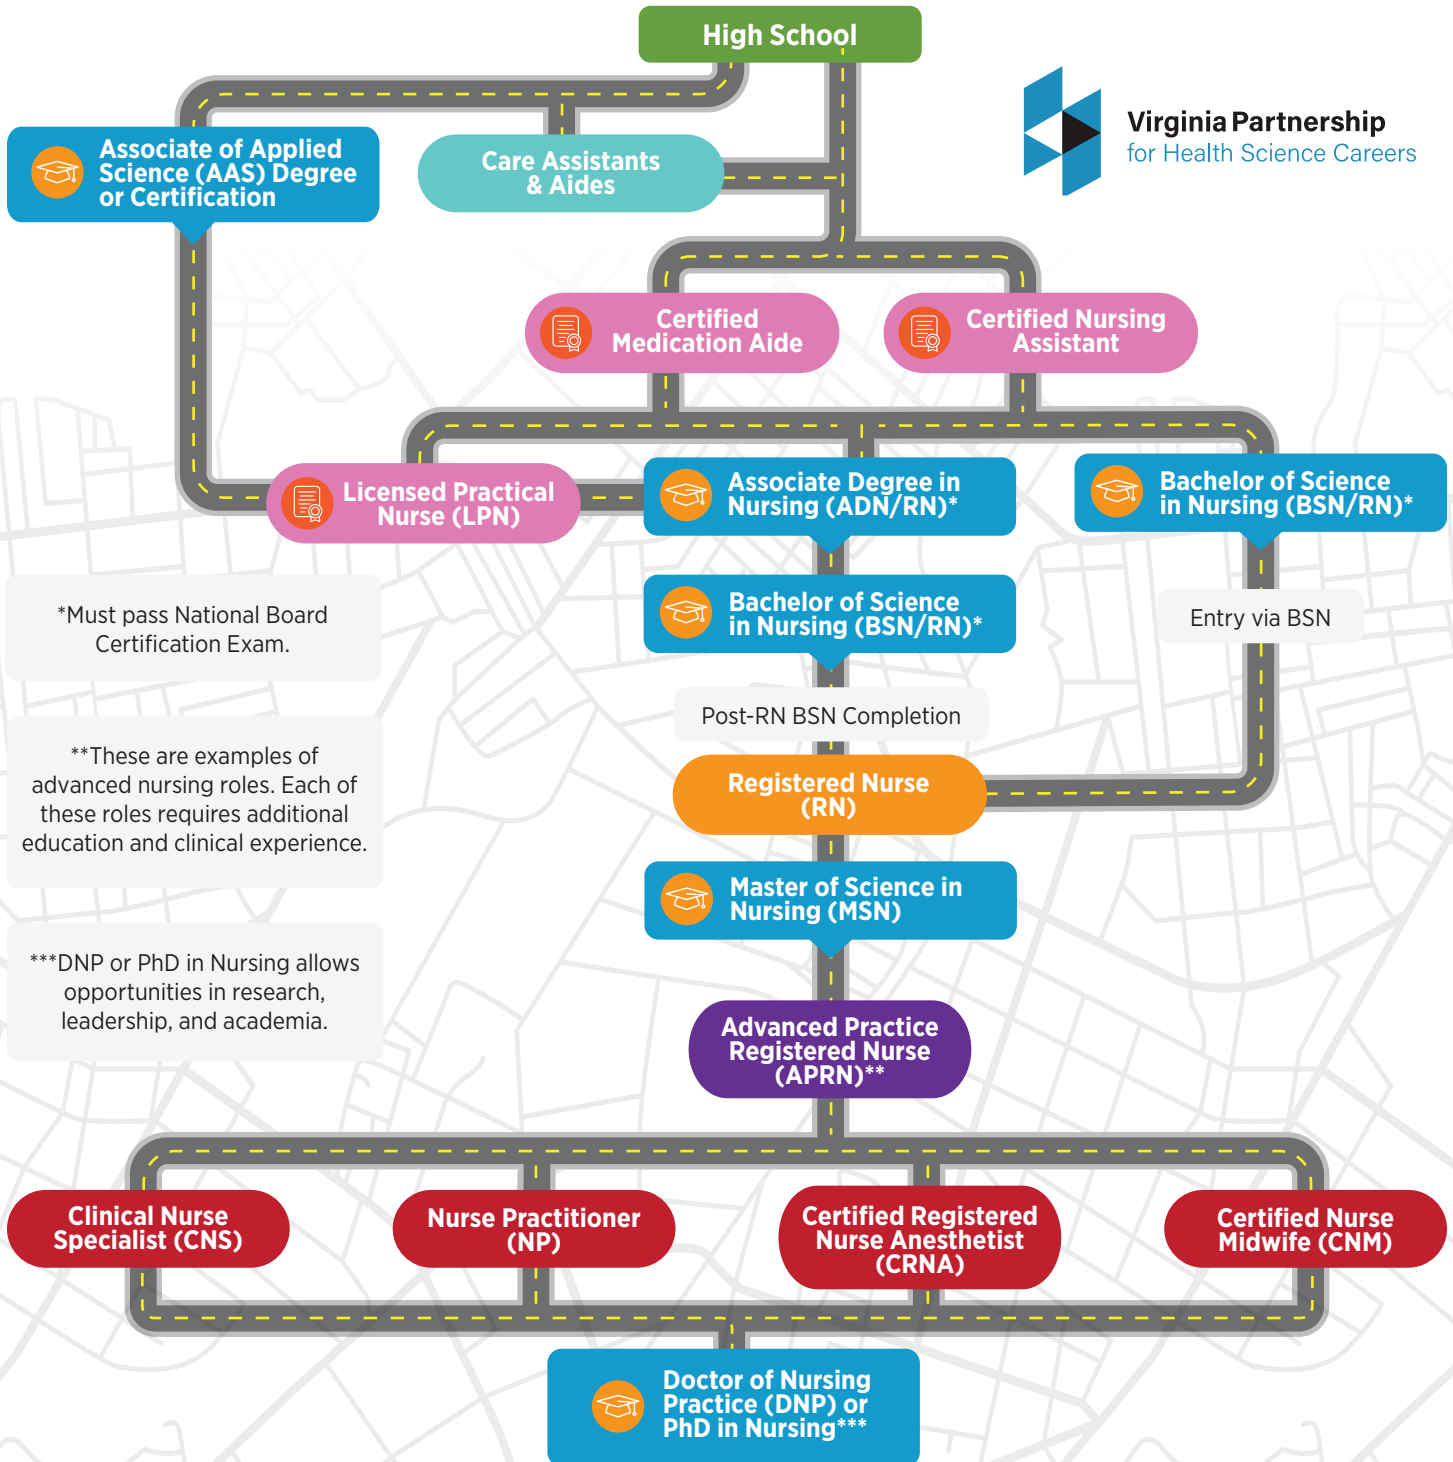 High School
Virginia Partnership
for Health Science Careers
Associate of Applied
Science (AAS) Degree
or Certification
Care Assistants
& Aides
Certified
Medication Aide
Certified Nursing
Assistant
Licensed Practical
Nurse (LPN)
Associate Degree in
Nursing (ADN/RN)*
Bachelor of Science
in Nursing (BSN/RN)*
Bachelor of Science
in Nursing (BSN/RN)*
Entry via BSN
*Must pass National Board
Certification Exam.
Post-RN BSN Completion
**These are examples of
advanced nursing roles. Each of
these roles requires additional
education and clinical experience.
Registered Nurse
(RN)
Master of Science in
Nursing (MSN)
***DNP or PhD in Nursing allows
opportunities in research,
leadership, and academia.
Advanced Practice
Registered Nurse
(APRN)**
Clinical Nurse
Specialist (CNS)
Nurse Practitioner
(NP)
Certified Registered
Nurse Anesthetist
(CRNA)
Certified Nurse
Midwife (CNM)
Doctor of Nursing
Practice (DNP) or
PhD in Nursing***